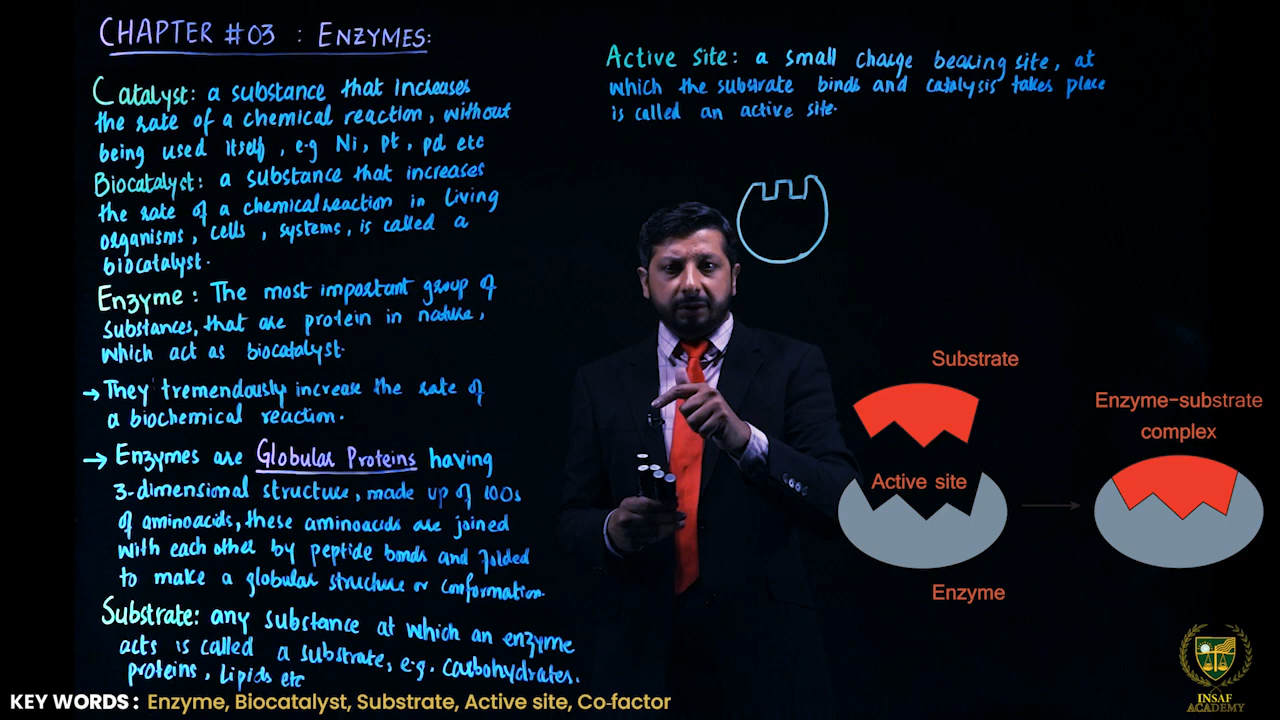 CHAPTER #03 : ENZYMES:
Catalyst: a substance that increases
the rate of a chemical reaction, without
being used itself, e.g Ni, Pt, pd etc
Biocatalyst: a substance that increases
the rate of a chemical reaction in Living
organisms, cells, systems, is called a
biocatalyst.
Enzyme: The most important group of
substances, that are protein in nature,
which act as biocatalyst.
→ They tremendously increase the rate of
a biochemical reaction.
→ Enzymes are Globular Proteins having
3-dimensional structure, made up of 100s
of aminoacids, these aminoacids are joined
with each other by peptide bonds and folded
to make a globular structure or conformation.
Substrate: any substance at which an enzyme
acts is called a substrate, e.g. carbohydrates.
proteins, Lipids etc
Active site: a small charge bearing site, at
which the substrate binds and catalysis takes place
is called an active site.
Substrate
Active site
Enzyme
Enzyme-substrate
complex
INSAF
ACADEMY
KEY WORDS: Enzyme, Biocatalyst, Substrate, Active site, Co-factor